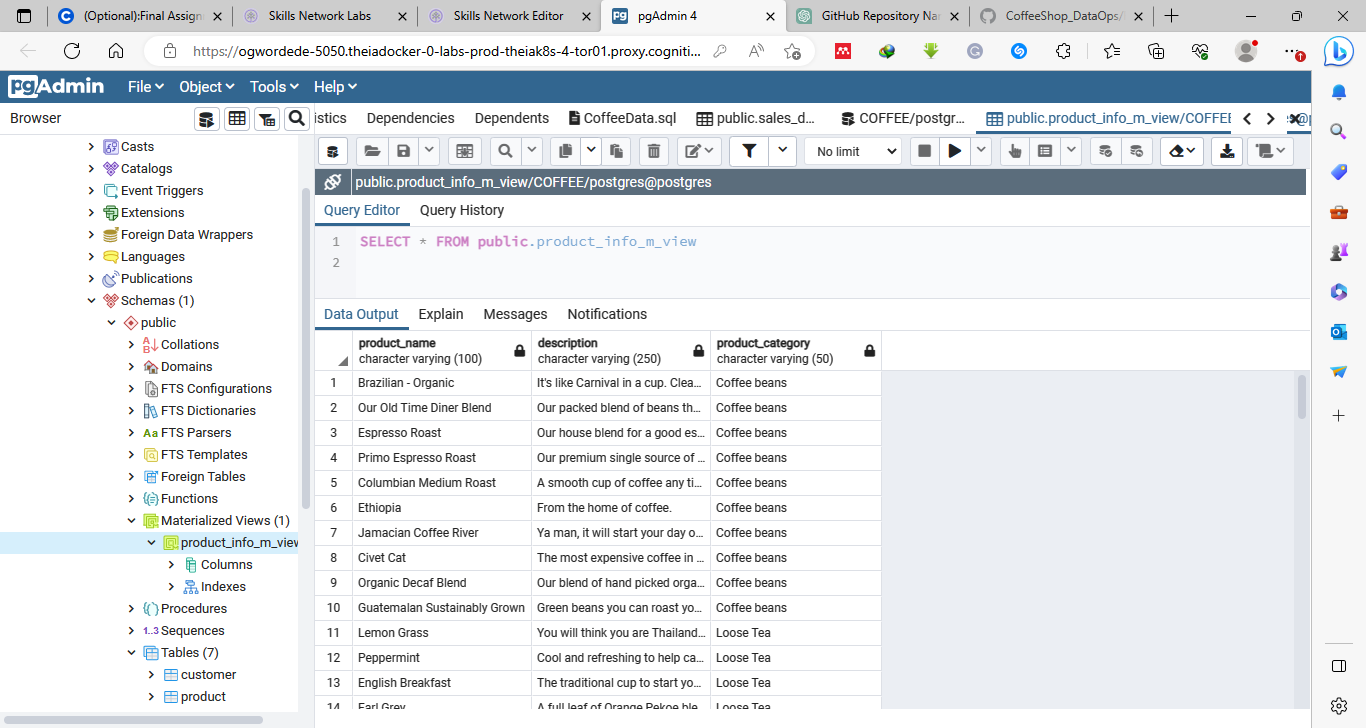 (Optional):Final Assign
Skills Network Labs
Skills Network Editor
pgAdmin 4
GitHub Repository Na
CoffeeShop_DataOps/
https://ogwordede-5050.theiadocker-0-labs-prod-theiak8s-4-tor01.proxy.cogniti...
pgAdmin
File
Object
Tools
Help
Browser
istics
Dependencies
Dependents
CoffeeData.sql
public.sales_d...
COFFEE/postgr...
public.product_info_m_view/COFFEE
No limit
public.product_info_m_view/COFFEE/postgres@postgres
Query Editor
Query History
1 SELECT * FROM public.product_info_m_view
2
Casts
Catalogs
Event Triggers
Extensions
Foreign Data Wrappers
Languages
Publications
Schemas (1)
public
Collations
Domains
FTS Configurations
FTS Dictionaries
Aa FTS Parsers
FTS Templates
Foreign Tables
Functions
Materialized Views (1)
product_info_m_view
Columns
Indexes
Procedures
1..3 Sequences
Tables (7)
customer
product
Data Output
Explain
Messages
Notifications
product_name
character varying (100)
description
character varying (250)
product_category
character varying (50)
1 Brazilian - Organic It's like Carnival in a cup. Clea... Coffee beans
2 Our Old Time Diner Blend Our packed blend of beans th... Coffee beans
3 Espresso Roast Our house blend for a good es... Coffee beans
4 Primo Espresso Roast Our premium single source of ... Coffee beans
5 Columbian Medium Roast A smooth cup of coffee any ti... Coffee beans
6 Ethiopia From the home of coffee. Coffee beans
7 Jamacian Coffee River Ya man, it will start your day o... Coffee beans
8 Civet Cat The most expensive coffee in ... Coffee beans
9 Organic Decaf Blend Our blend of hand picked orga... Coffee beans
10 Guatemalan Sustainably Grown Green beans you can roast yo... Coffee beans
11 Lemon Grass You will think you are Thailand... Loose Tea
12 Peppermint Cool and refreshing to help ca... Loose Tea
13 English Breakfast The traditional cup to start yo... Loose Tea
14 Earl Grey A full leaf of Orange Pekoe ble... Loose Tea